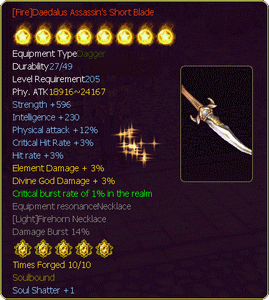 [Fire]Daedalus Assassin's Short Blade
Equipment TypeDagger
Durability27/49
Level Requirement205
Phy. ATK18916~24167
Strength +596
Intelligence +230
Physical attack +12%
Critical Hit Rate +3%
Hit rate +3%
Element Damage + 3%
Divine God Damage + 3%
Critical burst rate of 1% in the realm
Equipment resonanceNecklace
[Light]Firehorn Necklace
Damage Burst 14%
Times Forged 10/10
Soulbound
Soul Shatter +1